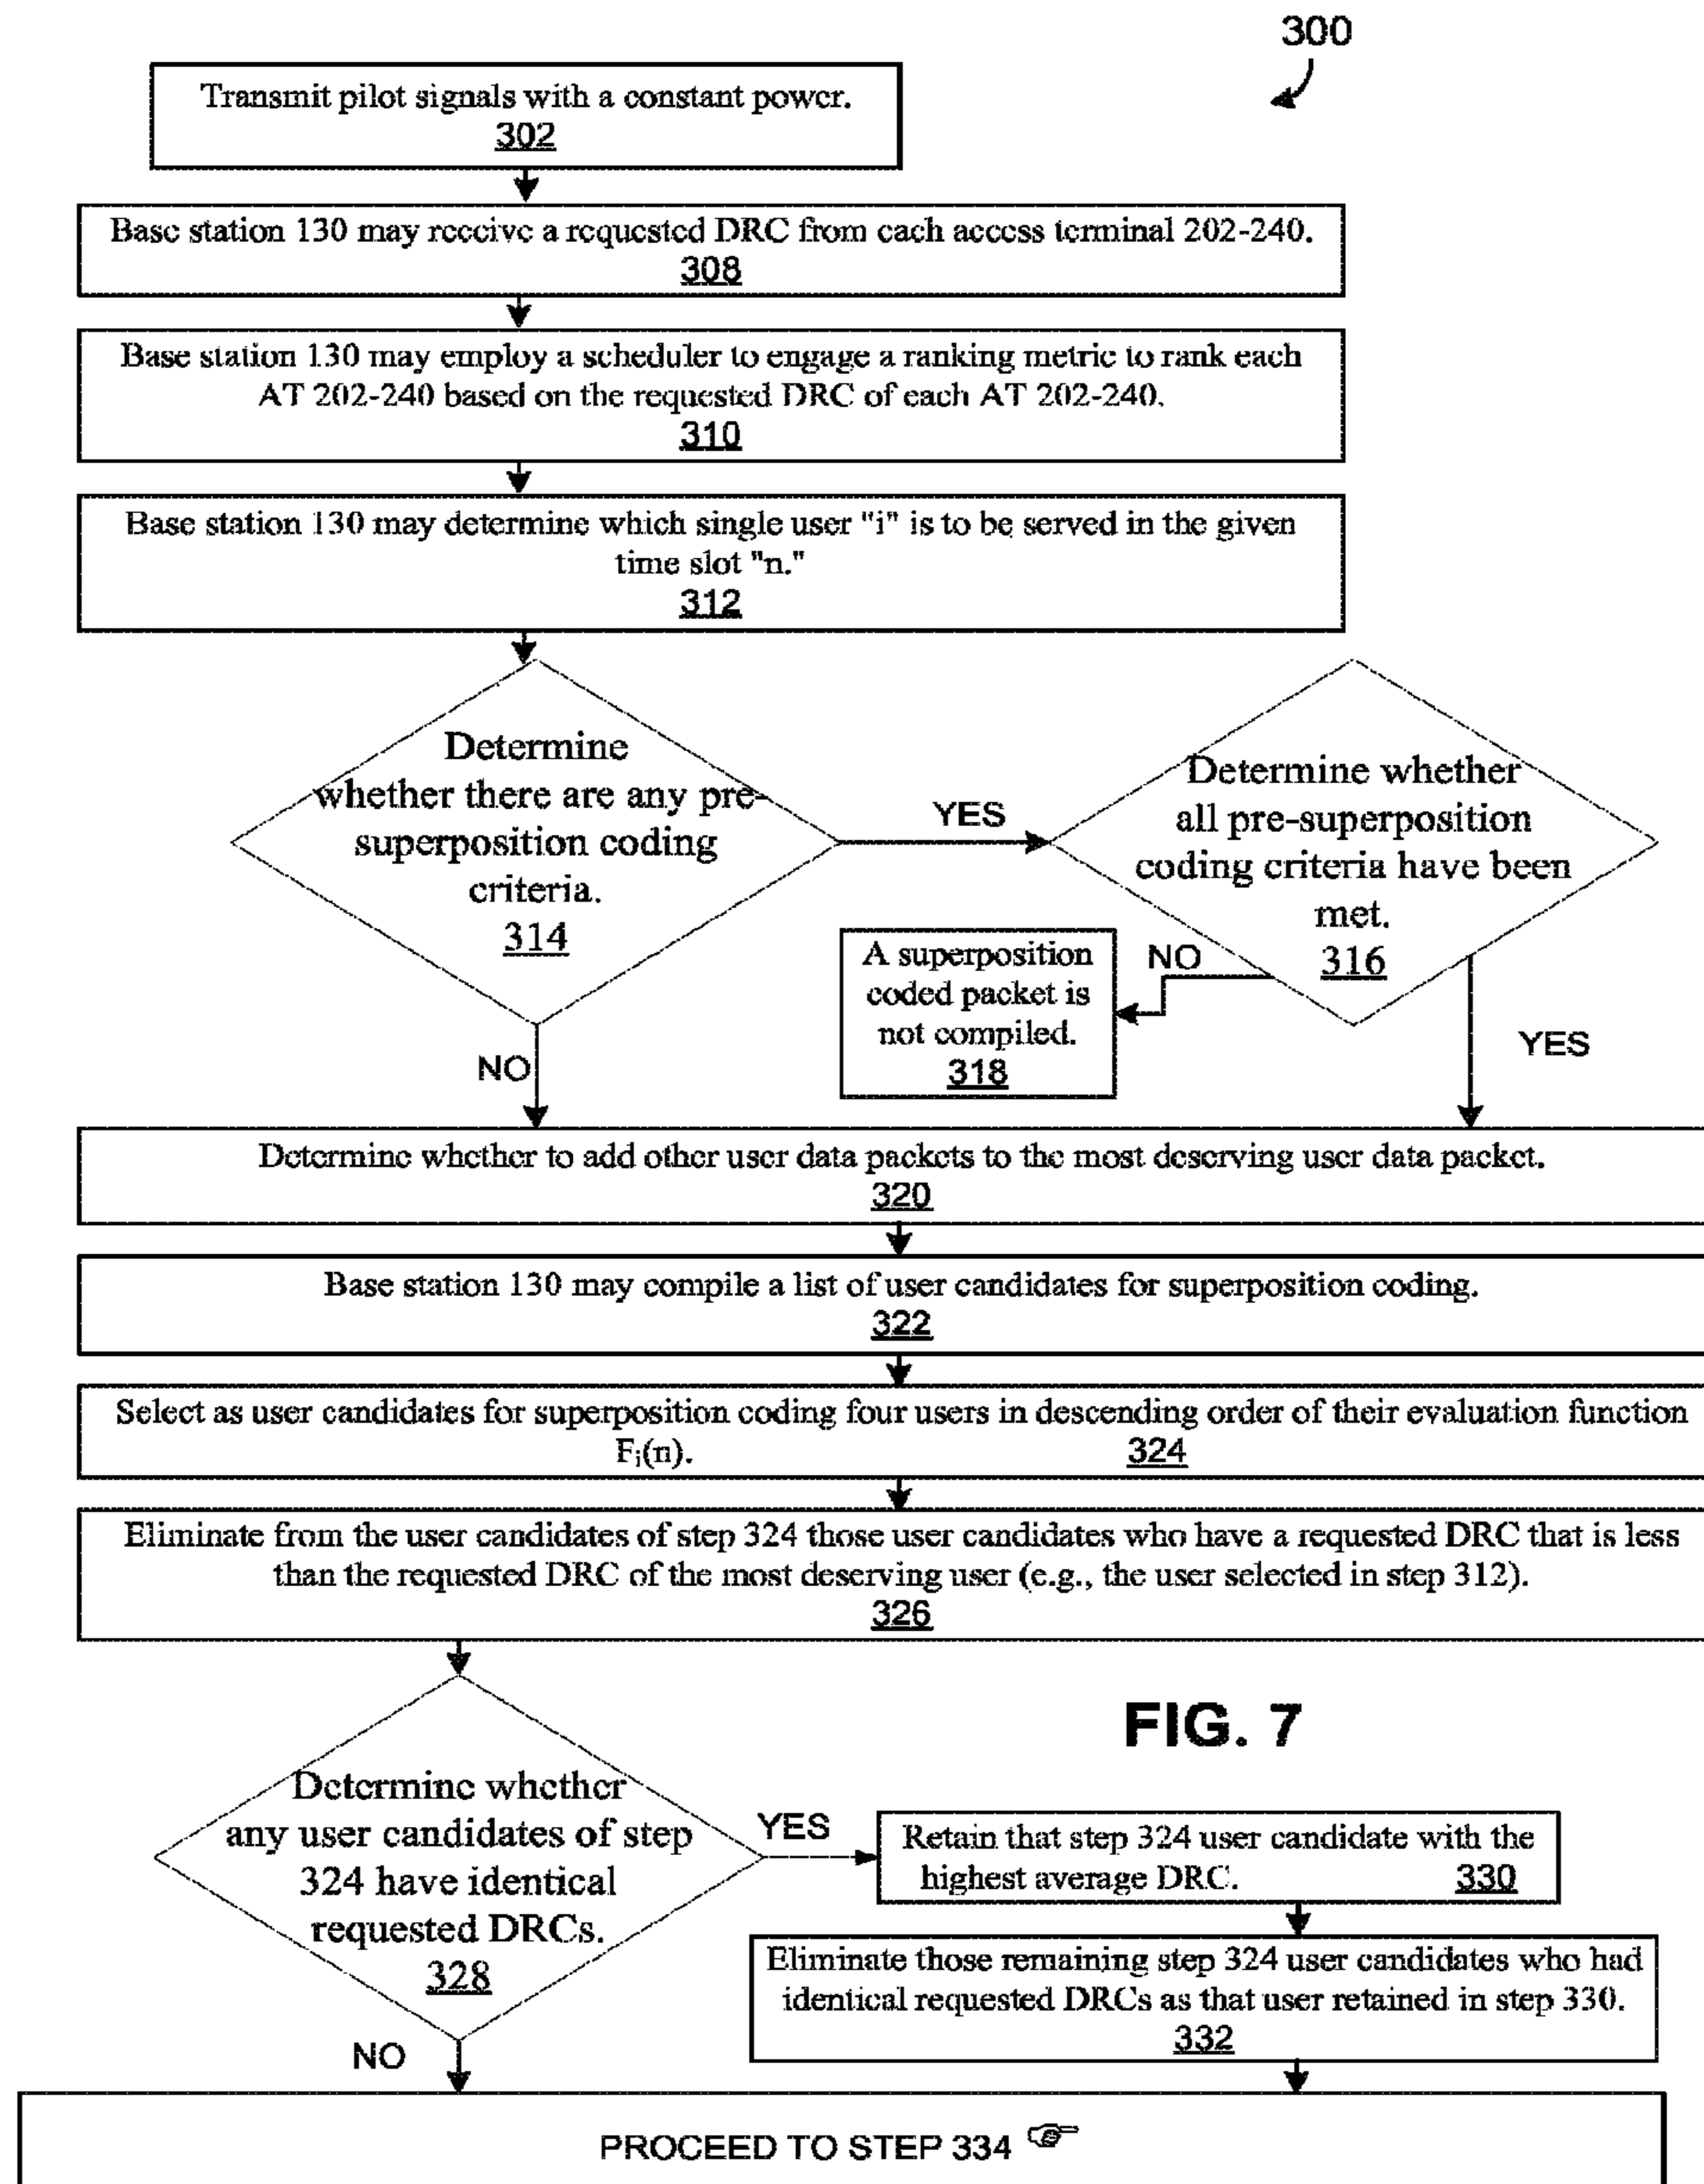 300
Transmit pilot signals with a constant power.
302
Base station 130 may receive a requested DRC from each access terminal 202-240.
308
Base station 130 may employ a scheduler to engage a ranking metric to rank each
AT 202-240 based on the requested DRC of each AT 202-240.
310
Base station 130 may determine which single user "i" is to be served in the given
time slot "n."
312
Determine
whether there are any pre-
superposition coding
criteria.
314
YES
Determine whether
all pre-superposition
coding criteria have been
met.
316
NO
A superposition
coded packet is
not compiled.
318
YES
NO
Determine whether to add other user data packets to the most deserving user data packet.
320
Base station 130 may compile a list of user candidates for superposition coding.
322
Select as user candidates for superposition coding four users in descending order of their evaluation function
Fi(n). 324
Eliminate from the user candidates of step 324 those user candidates who have a requested DRC that is less
than the requested DRC of the most deserving user (e.g., the user selected in step 312).
326
FIG. 7
Determine whether
any user candidates of step
324 have identical
requested DRCs.
328
YES
Retain that step 324 user candidate with the
highest average DRC. 330
Eliminate those remaining step 324 user candidates who had
identical requested DRCs as that user retained in step 330.
332
NO
PROCEED TO STEP 334